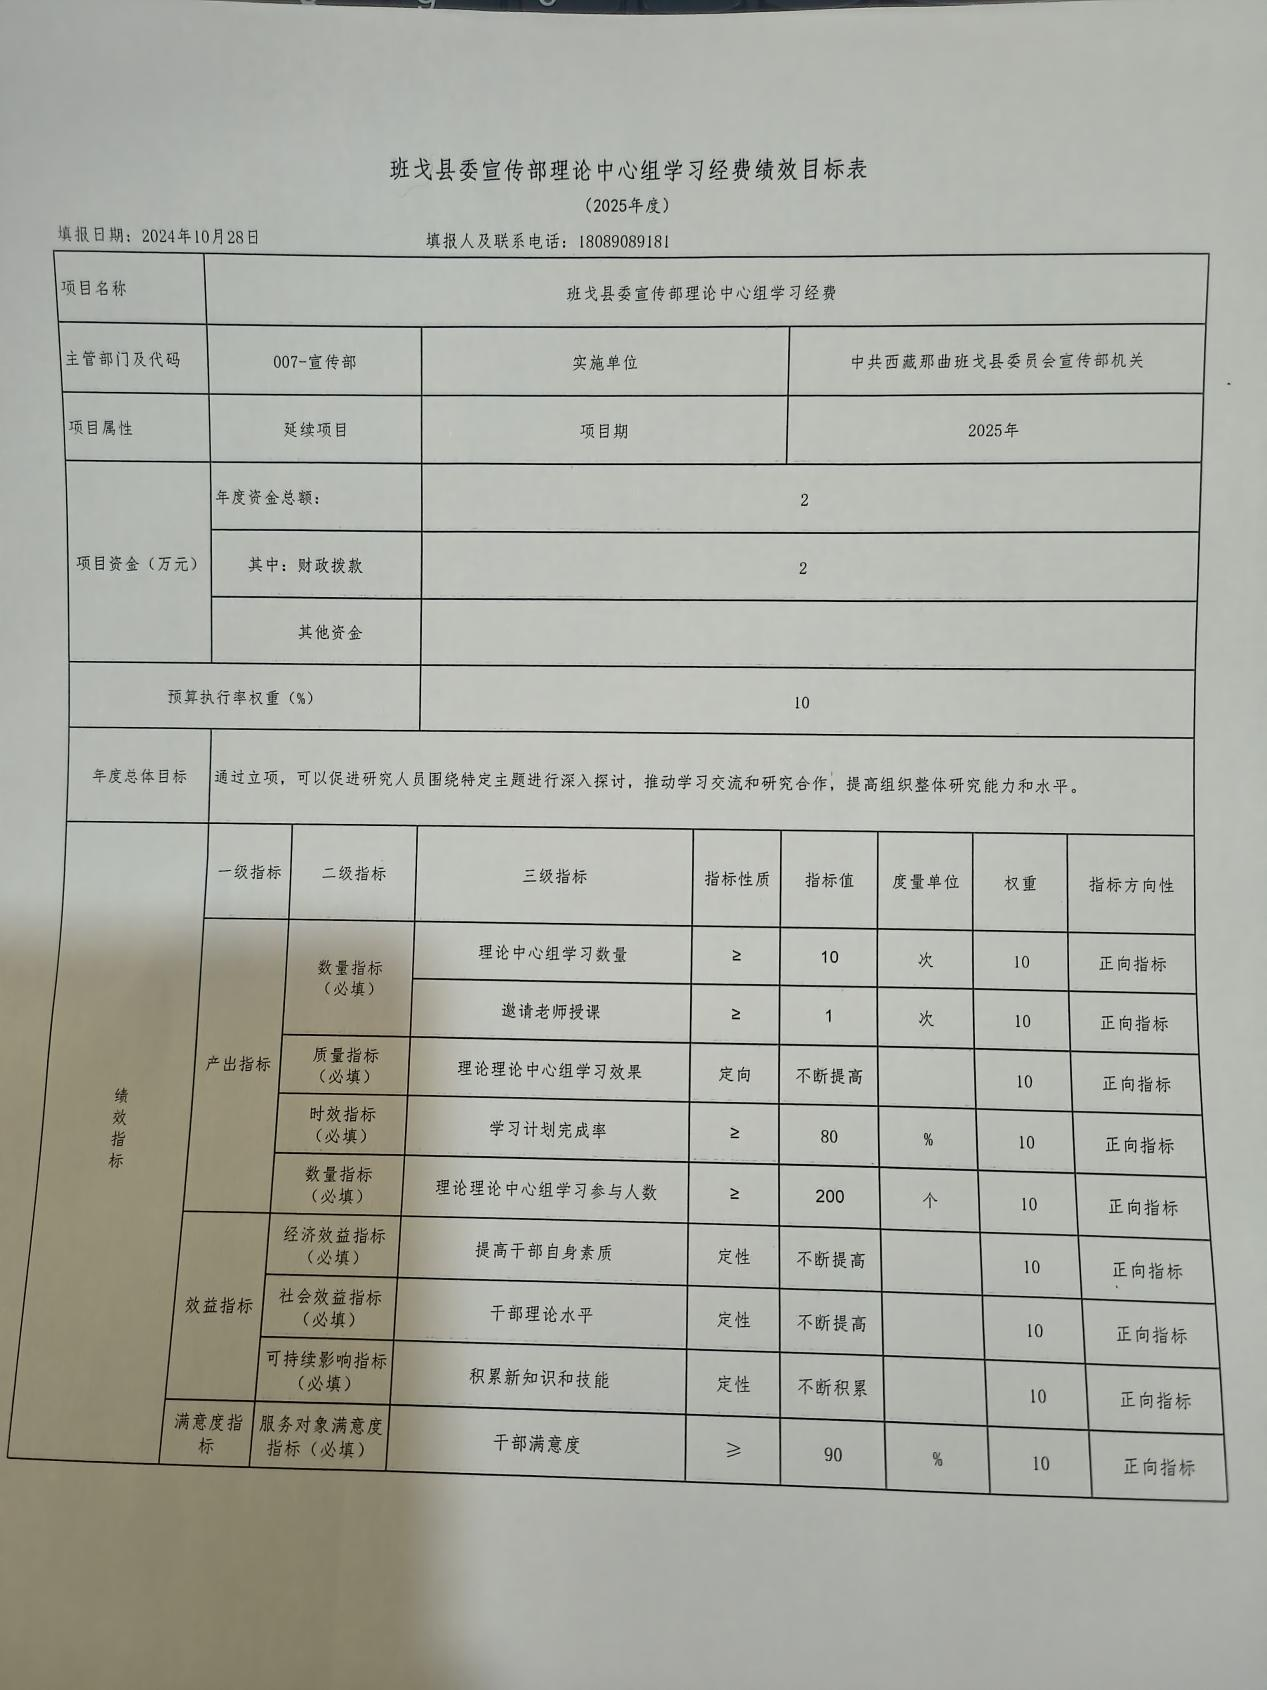 班戈县委宣传部理论中心组学习经费绩效目标表
（2025年度）
填报日期：2024年10月28日 填报人及联系电话：18089089181
项目名称 班戈县委宣传部理论中心组学习经费
主管部门及代码 007-宣传部 实施单位 中共西藏那曲班戈县委员会宣传部机关
项目属性 延续项目 项目期 2025年
项目资金（万元） 年度资金总额： 2
其中：财政拨款 2
其他资金
预算执行率权重（%） 10
年度总体目标 通过立项，可以促进研究人员围绕特定主题进行深入探讨，推动学习交流和研究合作，提高组织整体研究能力和水平。
绩效指标
一级指标 二级指标 三级指标 指标性质 指标值 度量单位 权重 指标方向性
产出指标 数量指标（必填） 理论中心组学习数量 ≥ 10 次 10 正向指标
邀请老师授课 ≥ 1 次 10 正向指标
质量指标（必填） 理论理论中心组学习效果 定向 不断提高 10 正向指标
时效指标（必填） 学习计划完成率 ≥ 80 % 10 正向指标
数量指标（必填） 理论理论中心组学习参与人数 ≥ 200 个 10 正向指标
效益指标 经济效益指标（必填） 提高干部自身素质 定性 不断提高 10 正向指标
社会效益指标（必填） 干部理论水平 定性 不断提高 10 正向指标
可持续影响指标（必填） 积累新知识和技能 定性 不断积累 10 正向指标
满意度指标 服务对象满意度指标（必填） 干部满意度 ≥ 90 % 10 正向指标